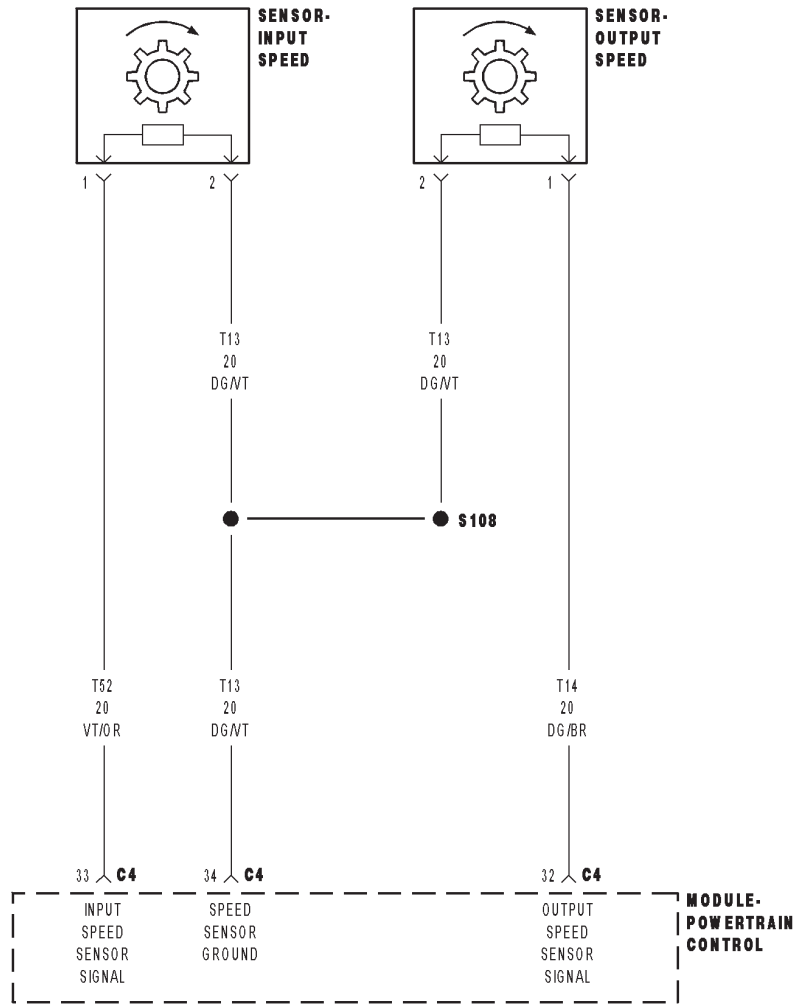 SENSOR-
INPUT
SPEED
SENSOR-
OUTPUT
SPEED
1
2
2
1
T13
20
DG/VT
T13
20
DG/VT
S108
T52
20
VT/OR
T13
20
DG/VT
T14
20
DG/BR
33 C4
34 C4
32 C4
INPUT
SPEED
SENSOR
SIGNAL
SPEED
SENSOR
GROUND
OUTPUT
SPEED
SENSOR
SIGNAL
MODULE-
POWERTRAIN
CONTROL